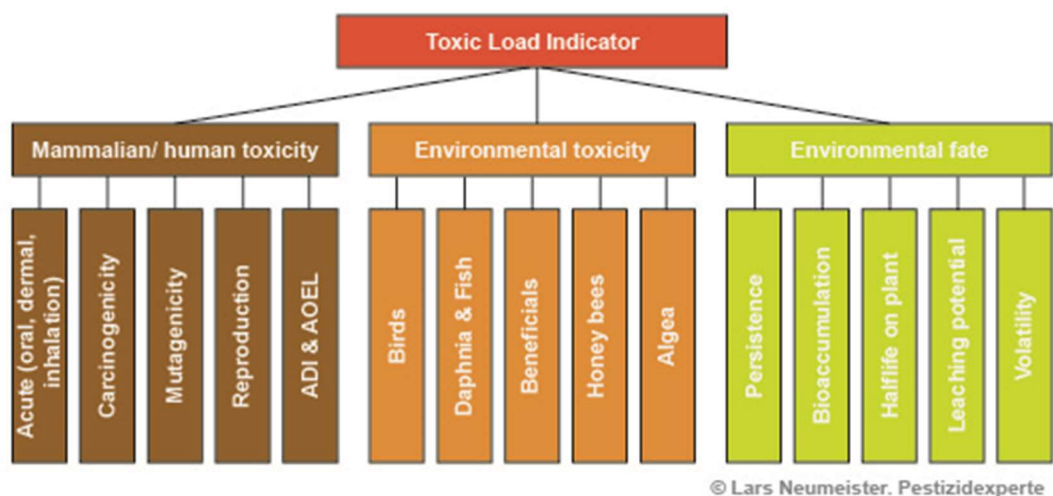 Toxic Load Indicator
Mammalian/ human toxicity
Environmental toxicity
Environmental fate
Acute (oral, dermal,
inhalation)
Carcinogenicity
Mutagenicity
Reproduction
ADI & AOEL
Birds
Daphnia & Fish
Beneficials
Honey bees
Algea
Persistence
Bioaccumulation
Halflife on plant
Leaching potential
Volatility
© Lars Neumeister. Pestizidexperte